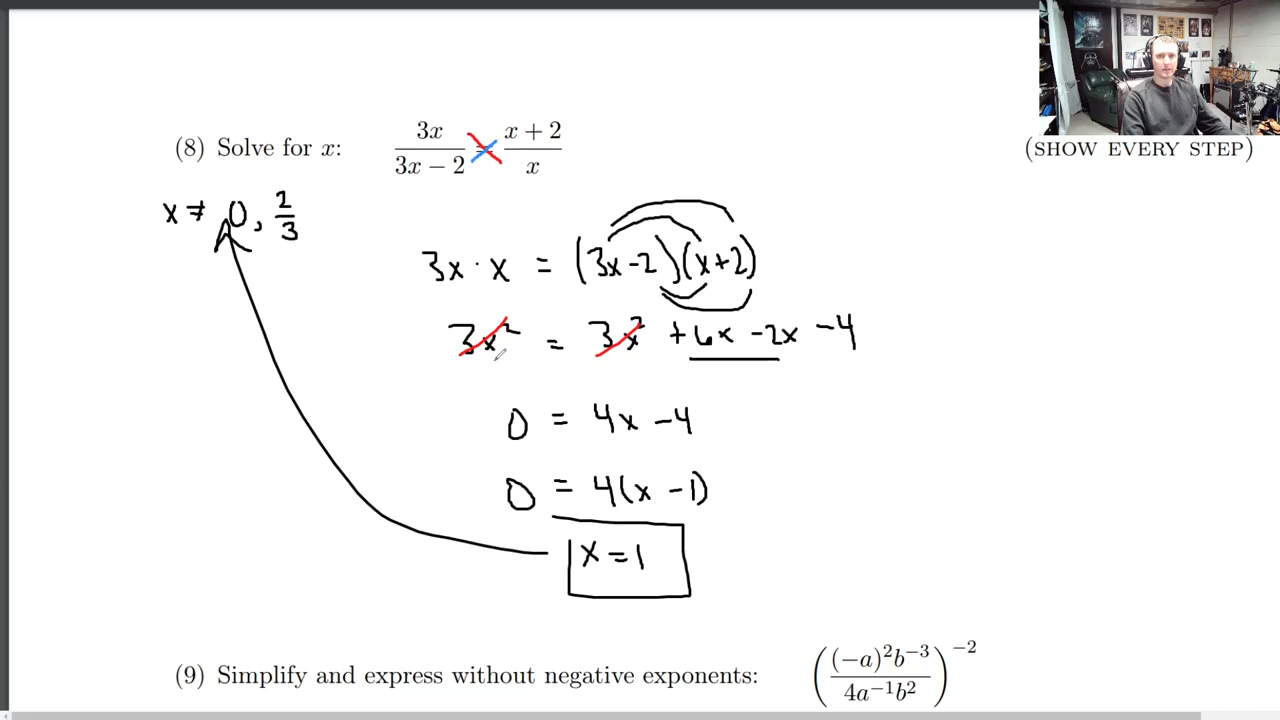 (8) Solve for x: 3x/(3x − 2) = (x + 2)/x (SHOW EVERY STEP)
x ≠ 0, 2/3
3x · x = (3x-2)(x+2)
3x² = 3x² +6x -2x -4
0 = 4x -4
0 = 4(x -1)
x = 1
(9) Simplify and express without negative exponents: ((−a)²b⁻³/4a⁻¹b²)⁻²